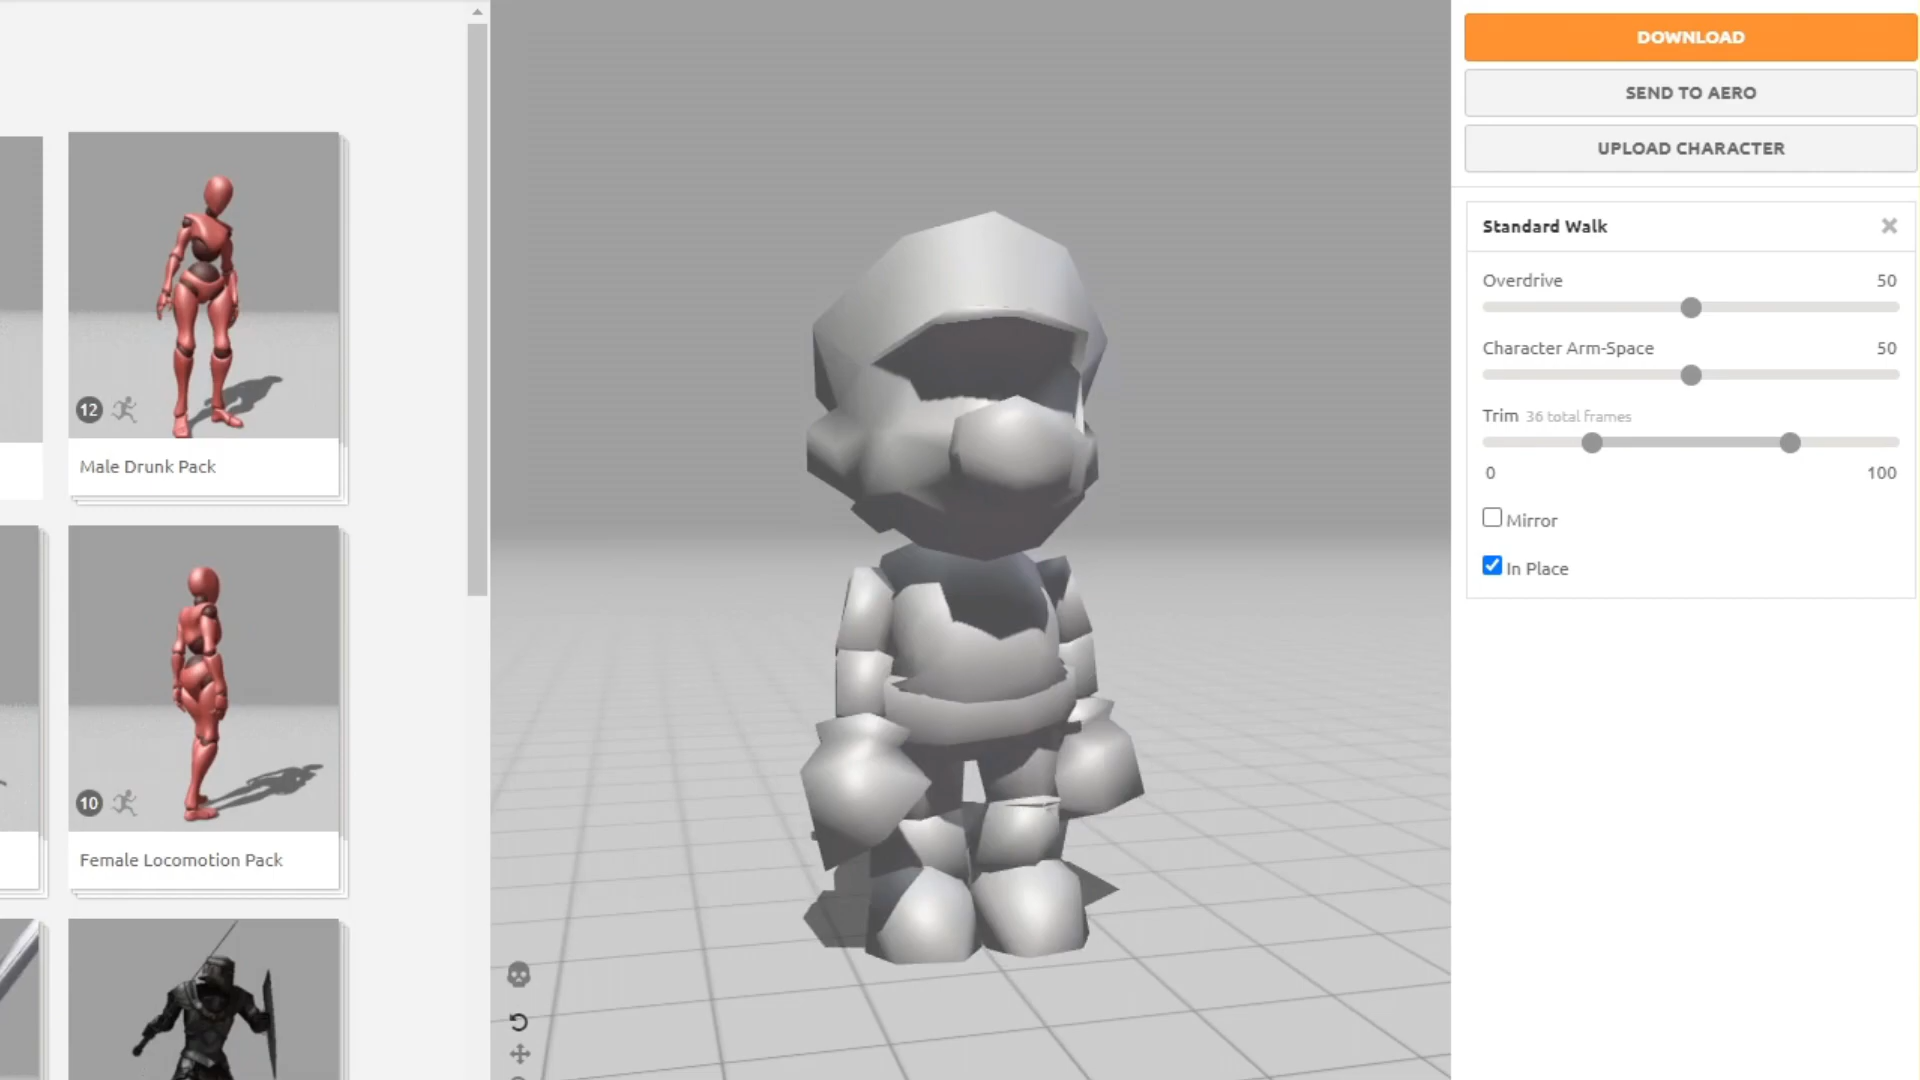 12
Male Drunk Pack
10
Female Locomotion Pack
DOWNLOAD
SEND TO AERO
UPLOAD CHARACTER
Standard Walk
Overdrive 50
Character Arm-Space 50
Trim 36 total frames
0 100
Mirror
In Place